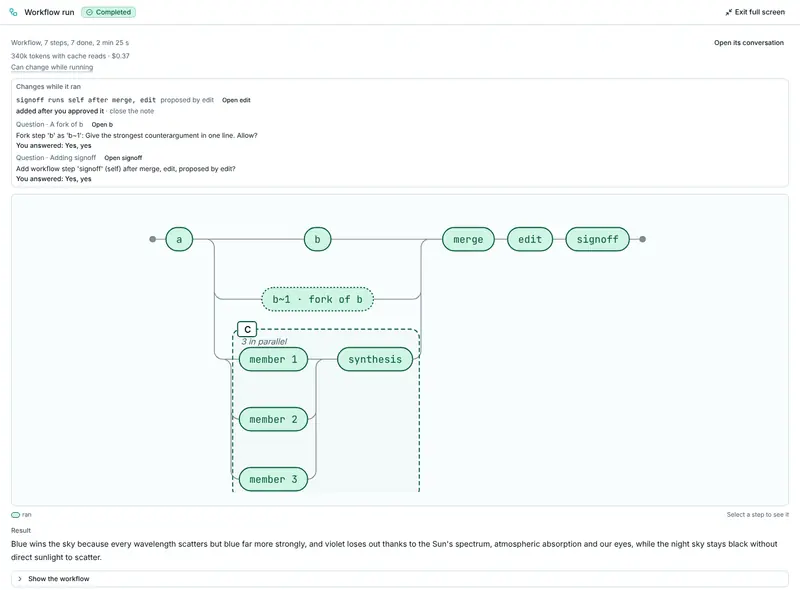 Workflow run
Completed
Exit full screen
Workflow, 7 steps, 7 done, 2 min 25 s
Open its conversation
340k tokens with cache reads · $0.37
Can change while running
Changes while it ran
signoff runs self after merge, edit proposed by edit Open edit
added after you approved it · close the note
Question · A fork of b Open b
Fork step 'b' as 'b~1': Give the strongest counterargument in one line. Allow?
You answered: Yes, yes
Question · Adding signoff Open signoff
Add workflow step 'signoff' (self) after merge, edit, proposed by edit?
You answered: Yes, yes
a
b
merge
edit
signoff
b~1 · fork of b
C
3 in parallel
member 1
synthesis
member 2
member 3
ran
Select a step to see it
Result
Blue wins the sky because every wavelength scatters but blue far more strongly, and violet loses out thanks to the Sun's spectrum, atmospheric absorption and our eyes, while the night sky stays black without
direct sunlight to scatter.
Show the workflow